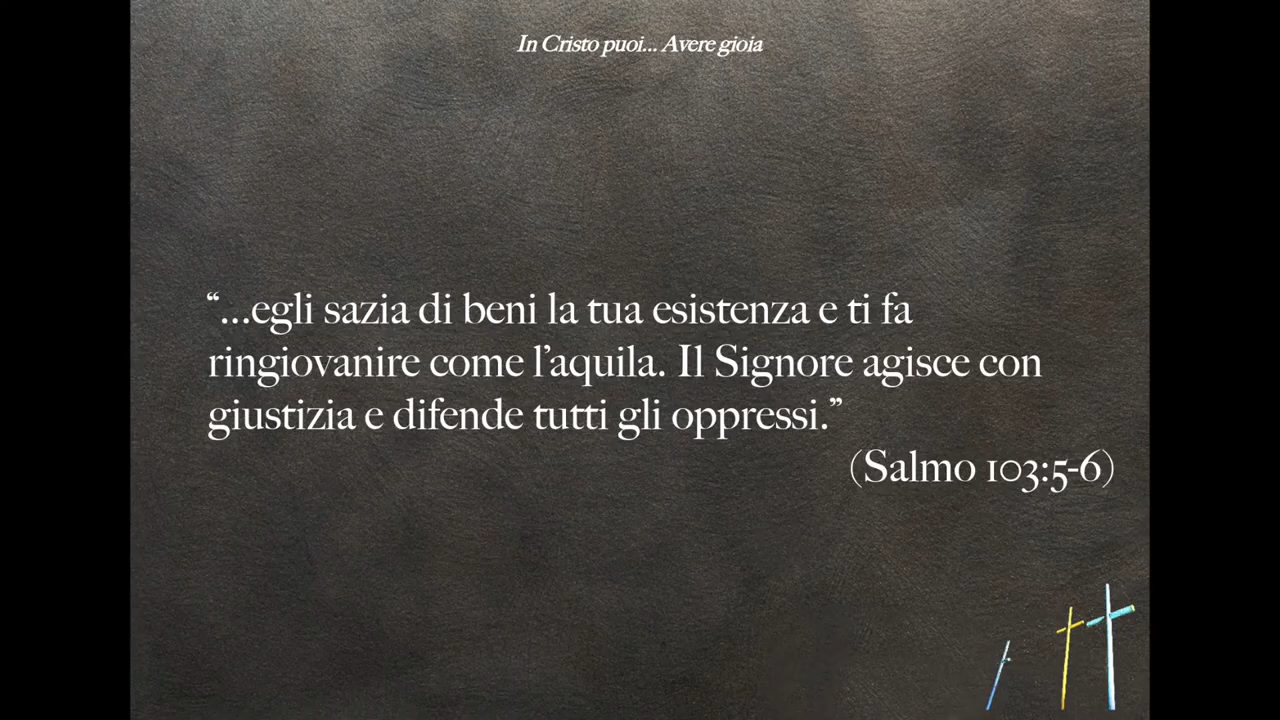 In Cristo puoi... Avere gioia
“...egli sazia di beni la tua esistenza e ti fa
ringiovanire come l’aquila. Il Signore agisce con
giustizia e difende tutti gli oppressi.”
(Salmo 103:5-6)